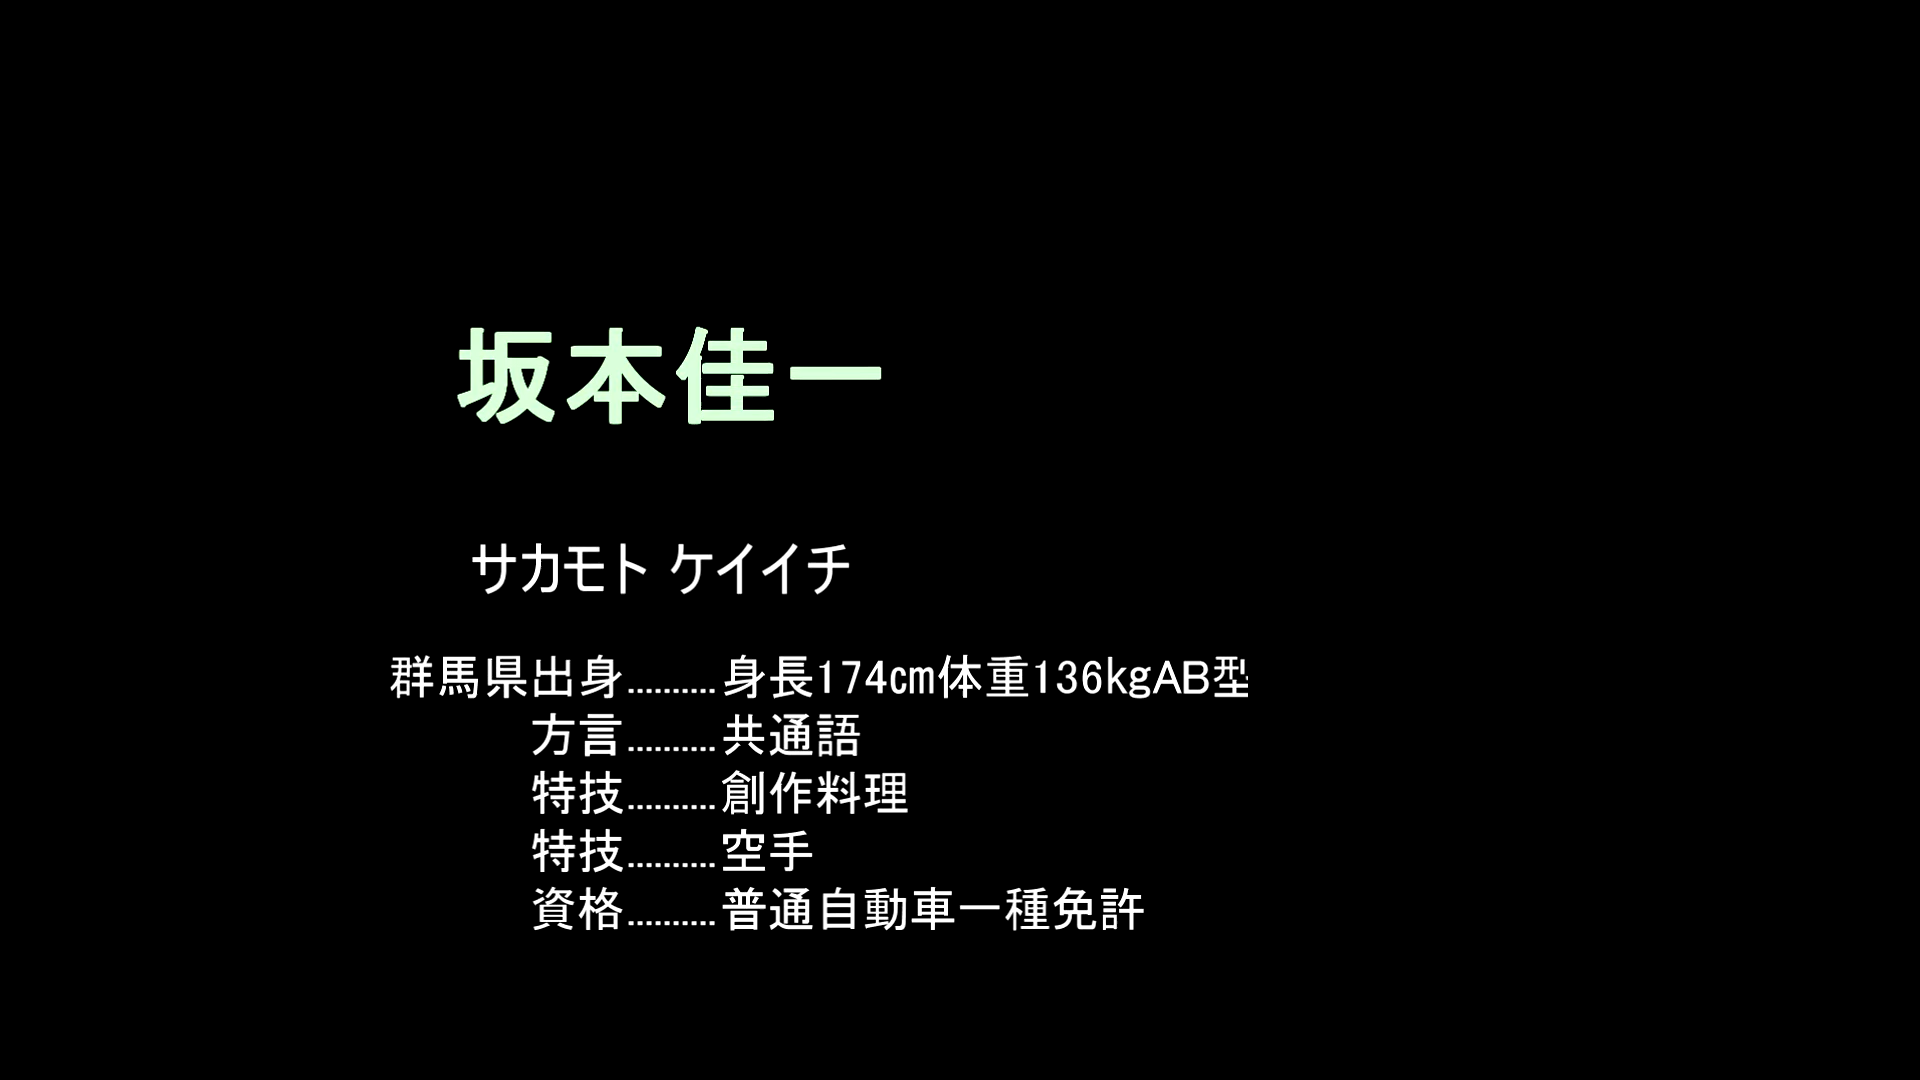 坂本佳一
サカモト ケイイチ
群馬県出身..........身長174㎝体重136kgAB型
方言..........共通語
特技..........創作料理
特技..........空手
資格..........普通自動車一種免許